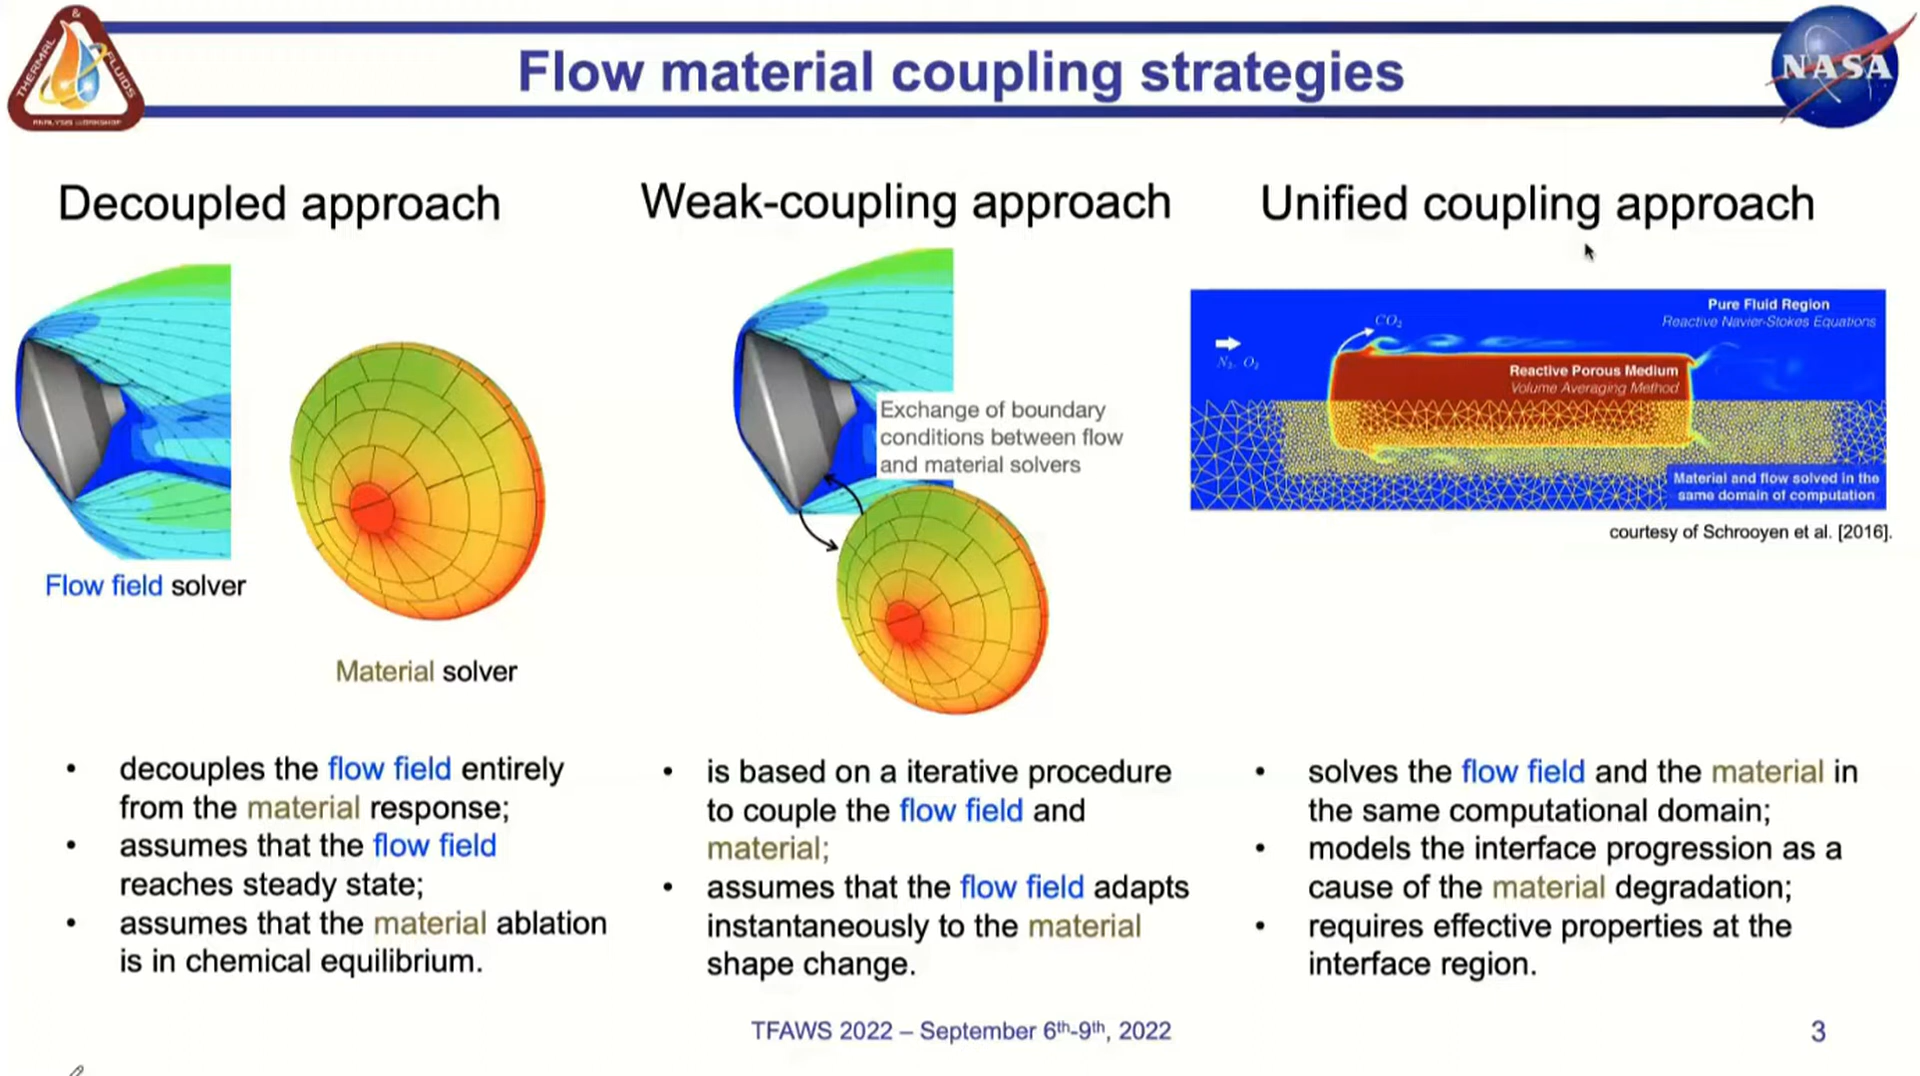 &
THERMAL
FLUIDS
ANALYSIS WORKSHOP
Flow material coupling strategies
NASA
Decoupled approach
Flow field solver
Material solver
decouples the flow field entirely
from the material response;
assumes that the flow field
reaches steady state;
assumes that the material ablation
is in chemical equilibrium.
Weak-coupling approach
Exchange of boundary
conditions between flow
and material solvers
is based on a iterative procedure
to couple the flow field and
material;
assumes that the flow field adapts
instantaneously to the material
shape change.
Unified coupling approach
Pure Fluid Region
Reactive Navier-Stokes Equations
CO₂
N₂, O₂
Reactive Porous Medium
Volume Averaging Method
Material and flow solved in the
same domain of computation
courtesy of Schrooyen et al. [2016].
solves the flow field and the material in
the same computational domain;
models the interface progression as a
cause of the material degradation;
requires effective properties at the
interface region.
TFAWS 2022 – September 6th-9th, 2022
3